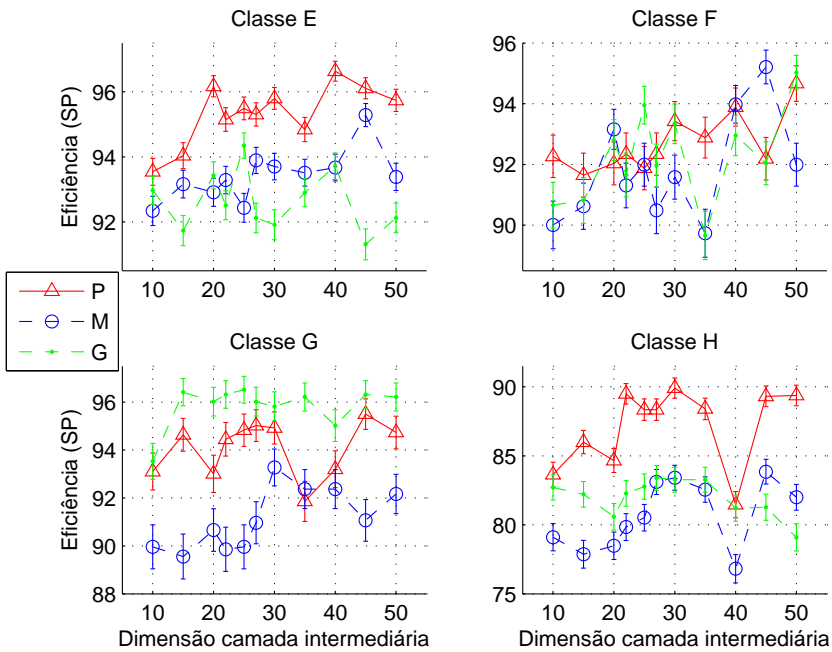 Classe E
Eficiência (SP)
96
94
92
10 20 30 40 50
Classe F
96
94
92
90
10 20 30 40 50
P
M
G
Classe G
Eficiência (SP)
98
96
94
92
90
88
10 20 30 40 50
Dimensão camada intermediária
Classe H
90
85
80
75
10 20 30 40 50
Dimensão camada intermediária